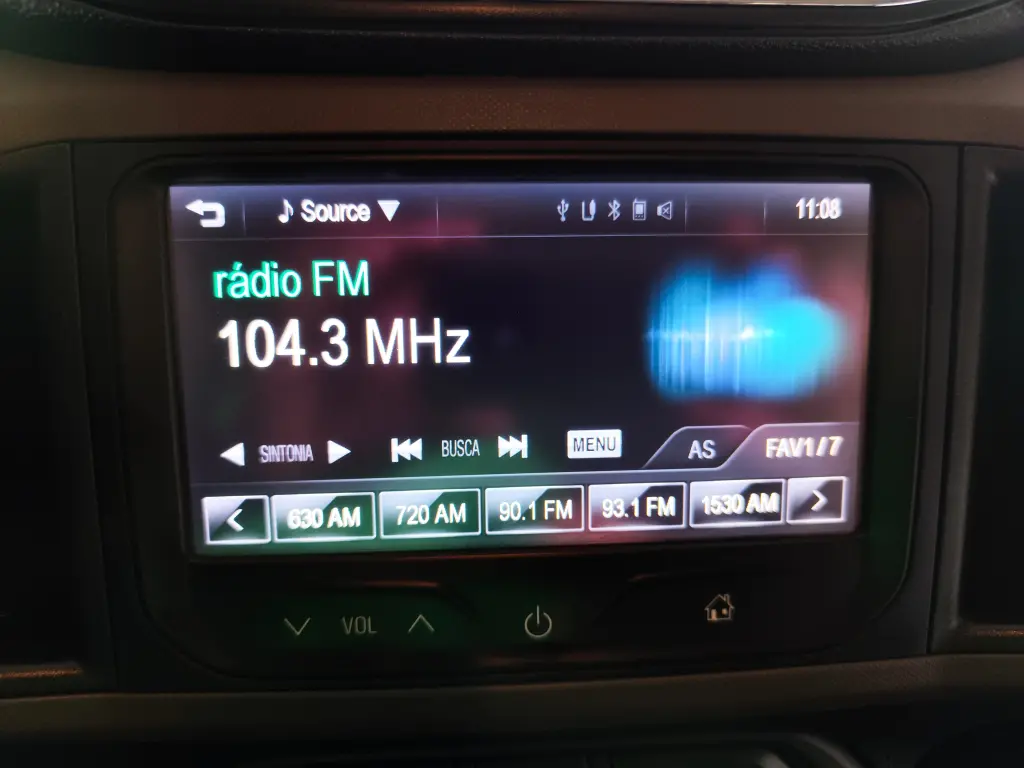 Source 11:08
rádio FM
104.3 MHz
SINTONIA BUSCA MENU AS FAV1/7
630 AM 720 AM 90.1 FM 93.1 FM 1530 AM
VOL